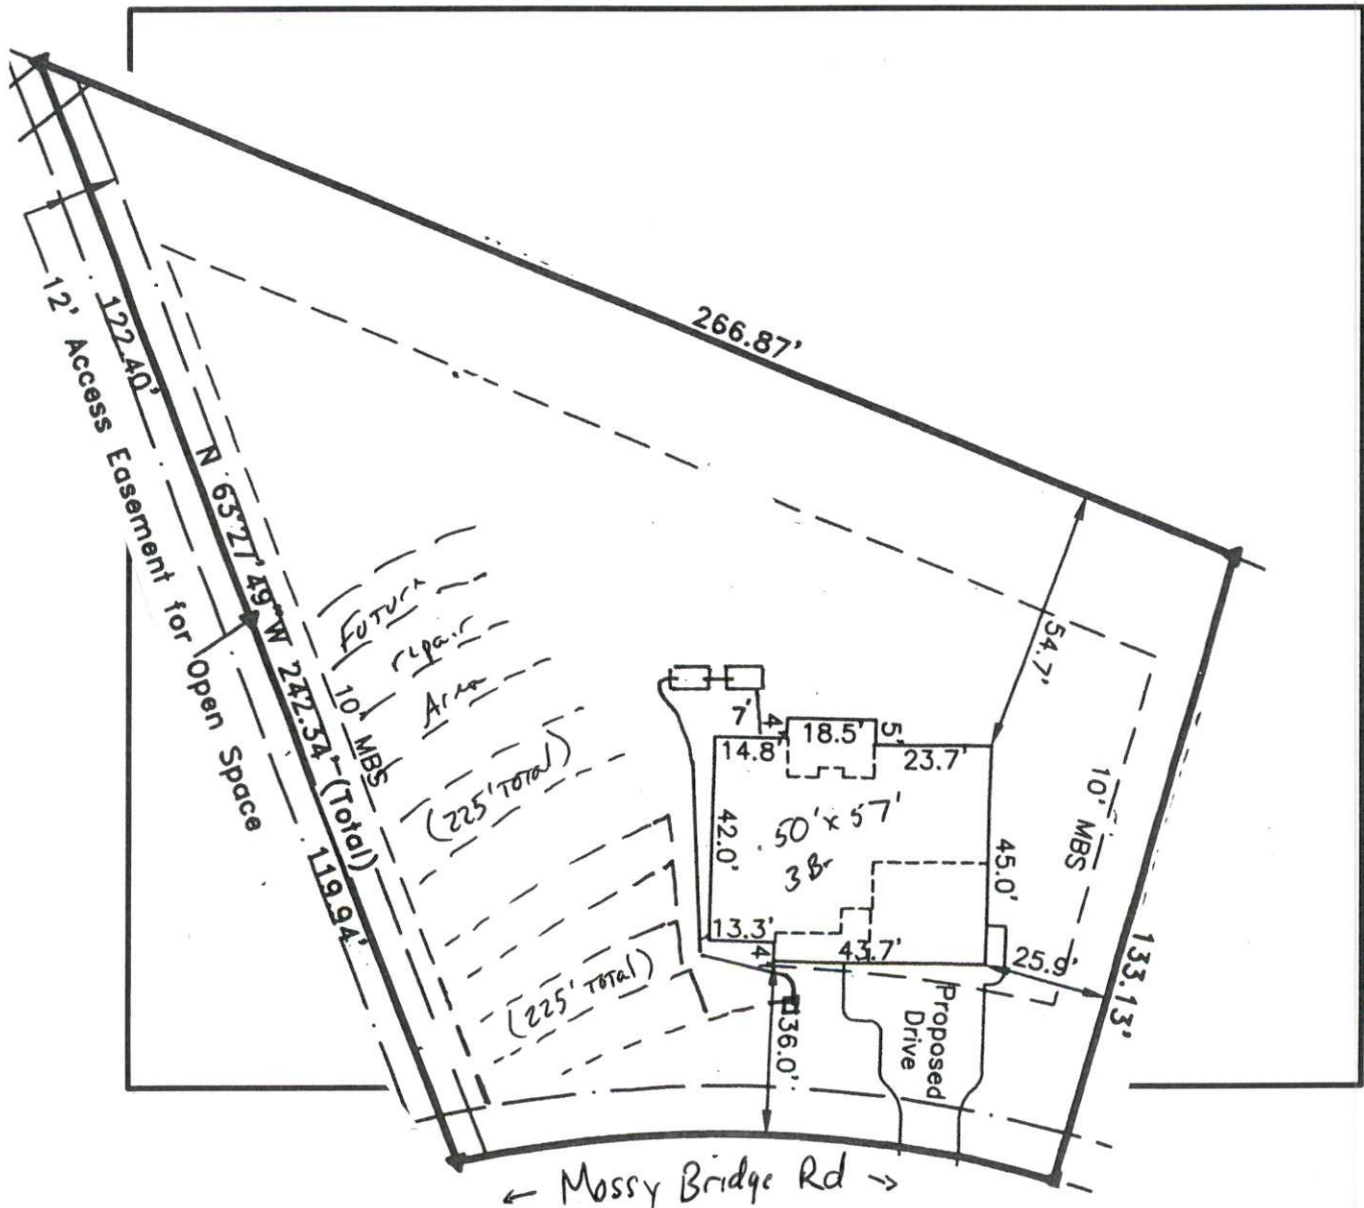 266.87'
12' Access Easement for Open Space
122.40'
N 63°27'49"W 242.34' (Total)
119.94'
10' MBS
Future
repair
Area
(225' Total)
(225' Total)
54.7'
7'
4'
18.5'
5'
14.8'
23.7'
50' x 57'
3 Br
42.0'
45.0'
10' MBS
13.3'
4'
43.7'
25.9'
133.13'
36.0'
Proposed
Drive
← Mossy Bridge Rd →